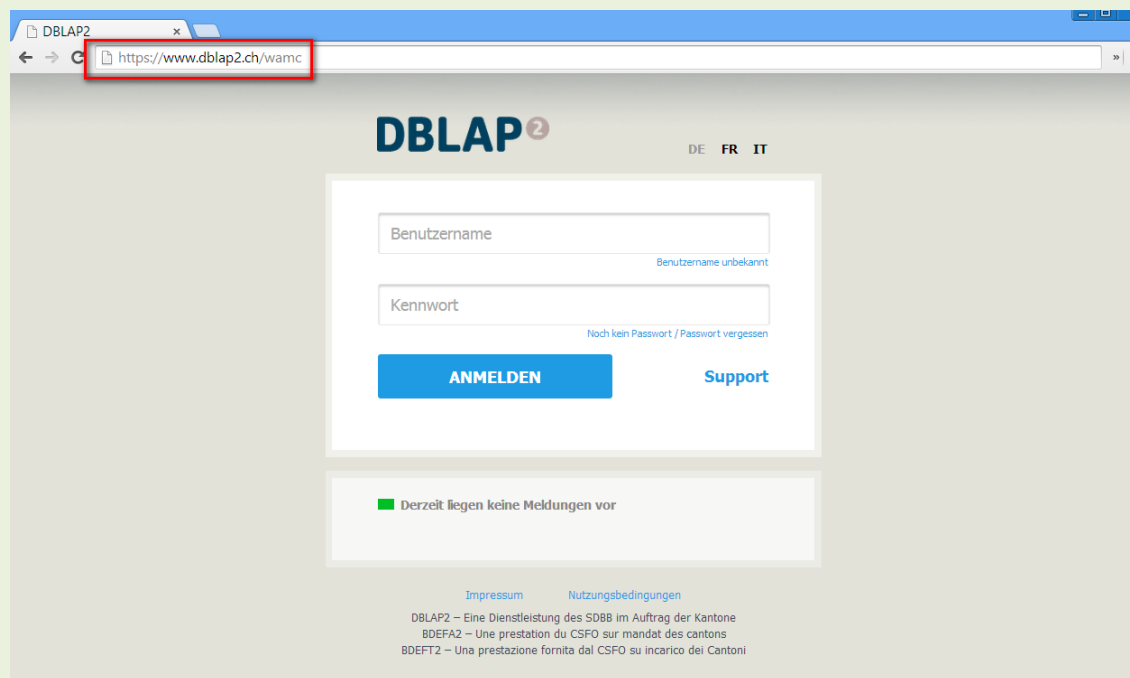 DBLAP2
https://www.dblap2.ch/wamc
DBLAP2
DE FR IT
Benutzername
Benutzername unbekannt
Kennwort
Noch kein Passwort / Passwort vergessen
ANMELDEN Support
Derzeit liegen keine Meldungen vor
Impressum Nutzungsbedingungen
DBLAP2 – Eine Dienstleistung des SDBB im Auftrag der Kantone
BDEFA2 – Une prestation du CSFO sur mandat des cantons
BDEFT2 – Una prestazione fornita dal CSFO su incarico dei Cantoni